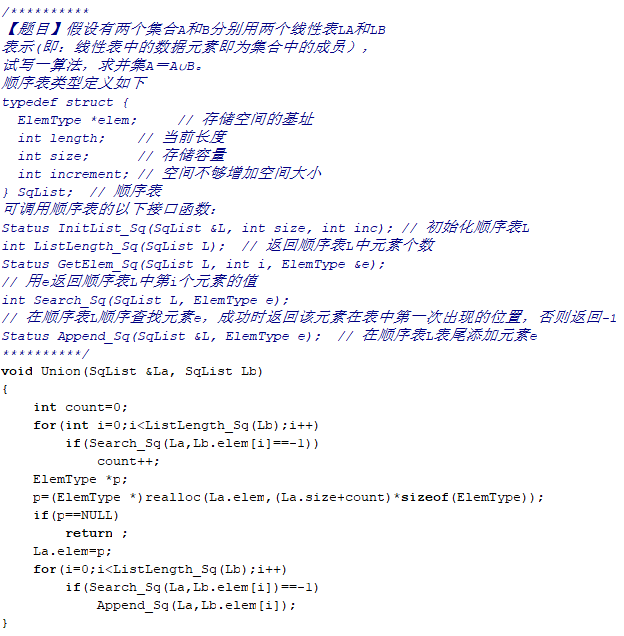 /**********
【题目】假设有两个集合A和B分别用两个线性表LA和LB
表示(即：线性表中的数据元素即为集合中的成员），
试写一算法，求并集A＝A∪B。
顺序表类型定义如下
typedef struct {
  ElemType *elem;     // 存储空间的基址
  int length;    // 当前长度
  int size;      // 存储容量
  int increment; // 空间不够增加空间大小
} SqList;  // 顺序表
可调用顺序表的以下接口函数：
Status InitList_Sq(SqList &L, int size, int inc); // 初始化顺序表L
int ListLength_Sq(SqList L);  // 返回顺序表L中元素个数
Status GetElem_Sq(SqList L, int i, ElemType &e);
// 用e返回顺序表L中第i个元素的值
int Search_Sq(SqList L, ElemType e);
// 在顺序表L顺序查找元素e，成功时返回该元素在表中第一次出现的位置，否则返回-1
Status Append_Sq(SqList &L, ElemType e);  // 在顺序表L表尾添加元素e
**********/
void Union(SqList &La, SqList Lb)
{
    int count=0;
    for(int i=0;i<ListLength_Sq(Lb);i++)
        if(Search_Sq(La,Lb.elem[i]==-1))
            count++;
    ElemType *p;
    p=(ElemType *)realloc(La.elem,(La.size+count)*sizeof(ElemType));
    if(p==NULL)
        return ;
    La.elem=p;
    for(i=0;i<ListLength_Sq(Lb);i++)
        if(Search_Sq(La,Lb.elem[i])==-1)
            Append_Sq(La,Lb.elem[i]);
}